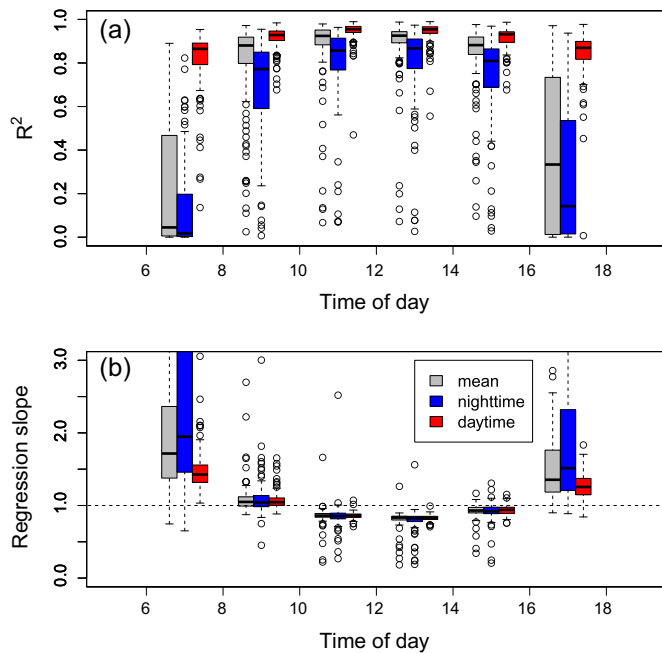 (a)
1.0
0.8
0.6
0.4
0.2
0.0
R²
6 8 10 12 14 16 18
Time of day
(b)
3.0
2.0
1.0
0.0
Regression slope
mean
nighttime
daytime
6 8 10 12 14 16 18
Time of day